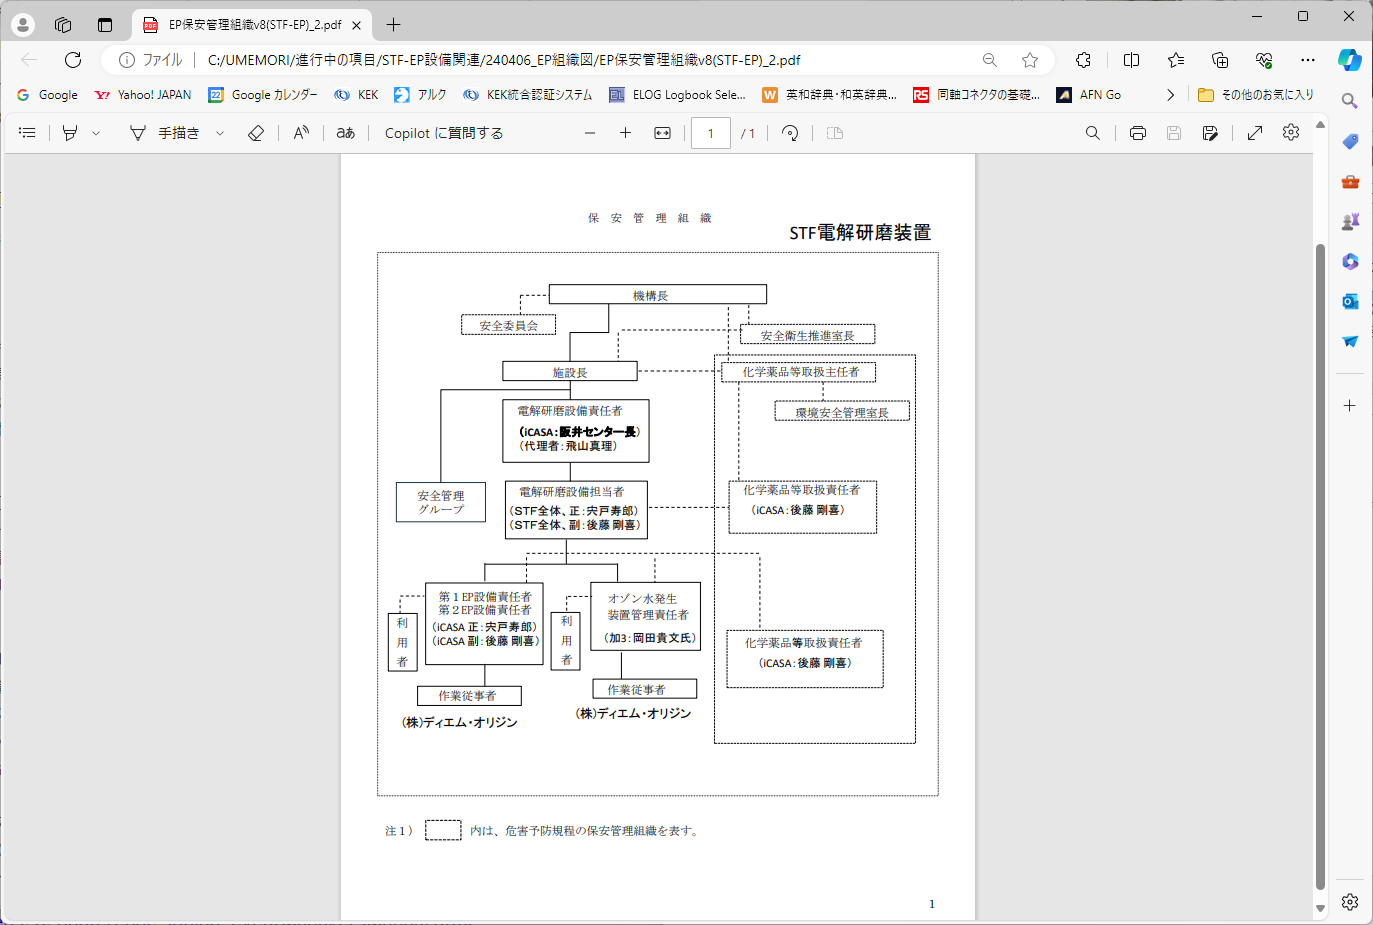 EP保安管理組織v8(STF-EP)_2.pdf
ファイル
C:/UMEMORI/進行中の項目/STF-EP設備関連/240406_EP組織図/EP保安管理組織v8(STF-EP)_2.pdf
Google
Yahoo! JAPAN
Google カレンダー
KEK
アルク
KEK統合認証システム
ELOG Logbook Sele...
英和辞典・和英辞典...
同軸コネクタの基礎...
AFN Go
その他のお気に入り
手描き
aあ
Copilot に質問する
1 / 1
保 安 管 理 組 織
STF電解研磨装置
機構長
安全委員会
安全衛生推進室長
施設長
化学薬品等取扱主任者
環境安全管理室長
電解研磨設備責任者
(iCASA:阪井センター長)
(代理者:飛山真理)
安全管理
グループ
電解研磨設備担当者
(STF全体、正:宍戸寿郎)
(STF全体、副:後藤 剛喜)
化学薬品等取扱責任者
(iCASA:後藤 剛喜)
利用者
第1EP設備責任者
第2EP設備責任者
(iCASA 正:宍戸寿郎)
(iCASA 副:後藤 剛喜)
利用者
オゾン水発生
装置管理責任者
(加3:岡田貴文氏)
化学薬品等取扱責任者
(iCASA:後藤 剛喜)
作業従事者
(株)ディエム・オリジン
作業従事者
(株)ディエム・オリジン
注1) 内は、危害予防規程の保安管理組織を表す。
1